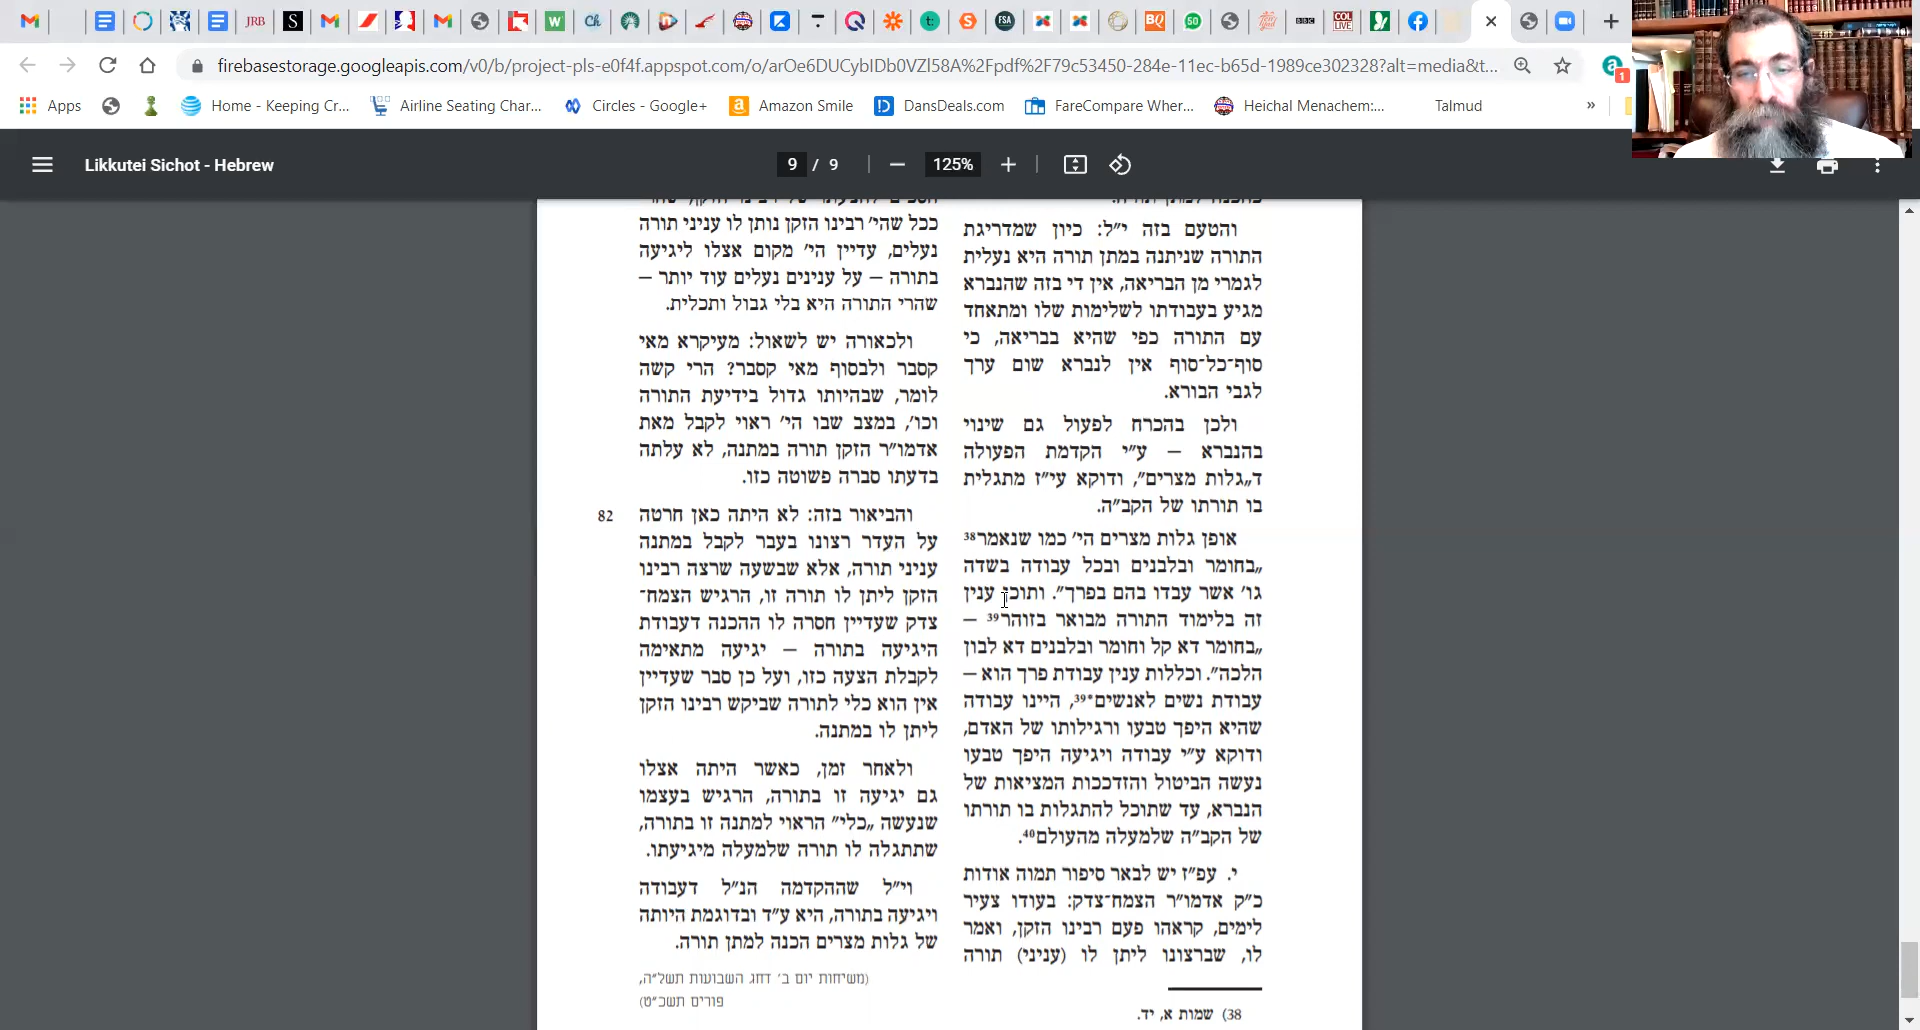 firebasestorage.googleapis.com/v0/b/project-pls-e0f4f.appspot.com/o/arOe6DUCybIDb0VZl58A%2Fpdf%2F79c53450-284e-11ec-b65d-1989ce302328?alt=media&t...
Apps Home - Keeping Cr... Airline Seating Char... Circles - Google+ Amazon Smile DansDeals.com FareCompare Wher... Heichal Menachem:... Talmud »
Likkutei Sichot - Hebrew 9 / 9 125%
והטעם בזה י״ל: כיון שמדריגת
התורה שניתנה במתן תורה היא נעלית
לגמרי מן הבריאה, אין די בזה שהנברא
מגיע בעבודתו לשלימות שלו ומתאחד
עם התורה כפי שהיא בבריאה, כי
סוף־כל־סוף אין לנברא שום ערך
לגבי הבורא.
ולכן בהכרח לפעול גם שינוי
בהנברא – ע״י הקדמת הפעולה
ד„גלות מצרים״, ודוקא עי״ז מתגלית
בו תורתו של הקב״ה.
אופן גלות מצרים הי׳ כמו שנאמר38
„בחומר ובלבנים ובכל עבודה בשדה
גו׳ אשר עבדו בהם בפרך״. ותוכן ענין
זה בלימוד התורה מבואר בזוהר39 –
„בחומר דא קל וחומר ובלבנים דא לבון
הלכה״. וכללות ענין עבודת פרך הוא –
עבודת נשים לאנשים39*, היינו עבודה
שהיא היפך טבעו ורגילותו של האדם,
ודוקא ע״י עבודה ויגיעה היפך טבעו
נעשה הביטול והזדככות המציאות של
הנברא, עד שתוכל להתגלות בו תורתו
של הקב״ה שלמעלה מהעולם40.
י. עפ״ז יש לבאר סיפור תמוה אודות
כ״ק אדמו״ר הצמח־צדק: בעודו צעיר
לימים, קראהו פעם רבינו הזקן, ואמר
לו, שברצונו ליתן לו (עניני) תורה
38) שמות א, יד.
ככל שהי׳ רבינו הזקן נותן לו עניני תורה
נעלים, עדיין הי׳ מקום אצלו ליגיעה
בתורה – על ענינים נעלים עוד יותר –
שהרי התורה היא בלי גבול ותכלית.
ולכאורה יש לשאול: מעיקרא מאי
קסבר ולבסוף מאי קסבר? הרי קשה
לומר, שבהיותו גדול בידיעת התורה
וכו׳, במצב שבו הי׳ ראוי לקבל מאת
אדמו״ר הזקן תורה במתנה, לא עלתה
בדעתו סברה פשוטה כזו.
והביאור בזה: לא היתה כאן חרטה 82
על העדר רצונו בעבר לקבל במתנה
עניני תורה, אלא שבשעה שרצה רבינו
הזקן ליתן לו תורה זו, הרגיש הצמח־
צדק שעדיין חסרה לו ההכנה דעבודת
היגיעה בתורה – יגיעה מתאימה
לקבלת הצעה כזו, ועל כן סבר שעדיין
אין הוא כלי לתורה שביקש רבינו הזקן
ליתן לו במתנה.
ולאחר זמן, כאשר היתה אצלו
גם יגיעה זו בתורה, הרגיש בעצמו
שנעשה „כלי״ הראוי למתנה זו בתורה,
שתתגלה לו תורה שלמעלה מיגיעתו.
וי״ל שההקדמה הנ״ל דעבודה
ויגיעה בתורה, היא ע״ד ובדוגמת היותה
של גלות מצרים הכנה למתן תורה.
(משיחות יום ב׳ דחג השבועות תשל״ה,
פורים תשכ״ט)